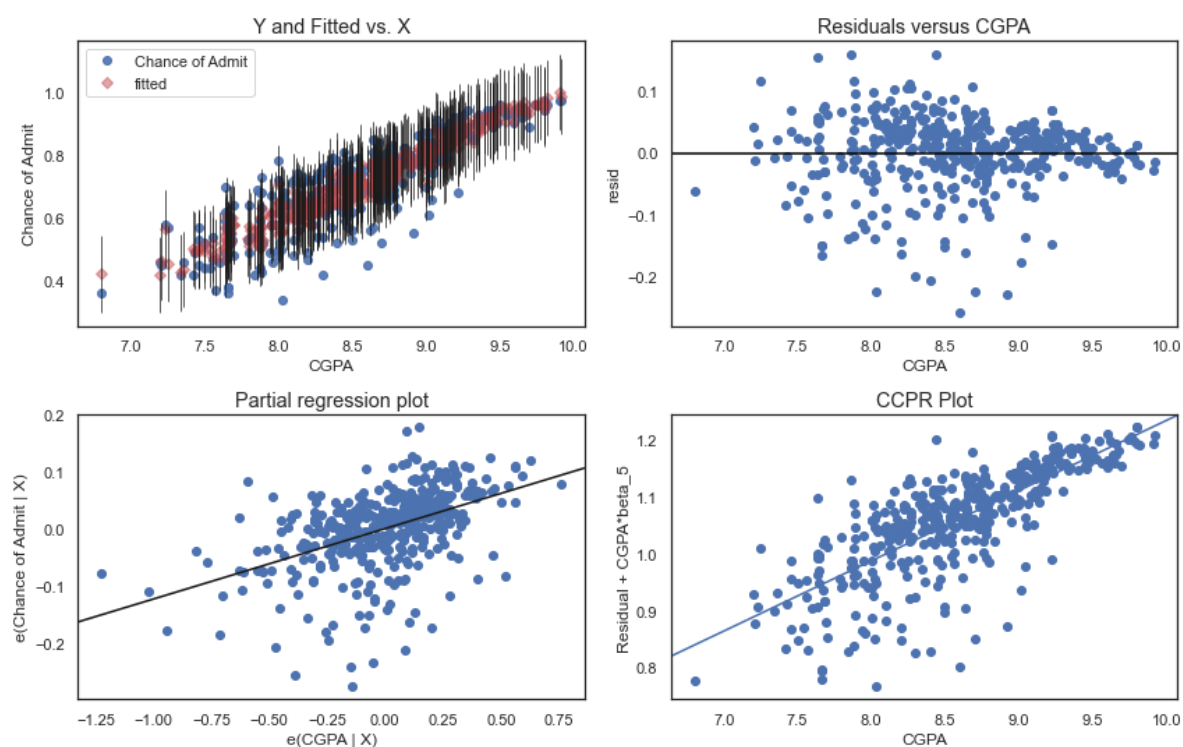 Y and Fitted vs. X
Chance of Admit
fitted
Chance of Admit
1.0
0.8
0.6
0.4
7.0 7.5 8.0 8.5 9.0 9.5 10.0
CGPA
Residuals versus CGPA
resid
0.1
0.0
−0.1
−0.2
7.0 7.5 8.0 8.5 9.0 9.5 10.0
CGPA
Partial regression plot
e(Chance of Admit | X)
0.2
0.1
0.0
−0.1
−0.2
−1.25 −1.00 −0.75 −0.50 −0.25 0.00 0.25 0.50 0.75
e(CGPA | X)
CCPR Plot
Residual + CGPA*beta_5
1.2
1.1
1.0
0.9
0.8
7.0 7.5 8.0 8.5 9.0 9.5 10.0
CGPA